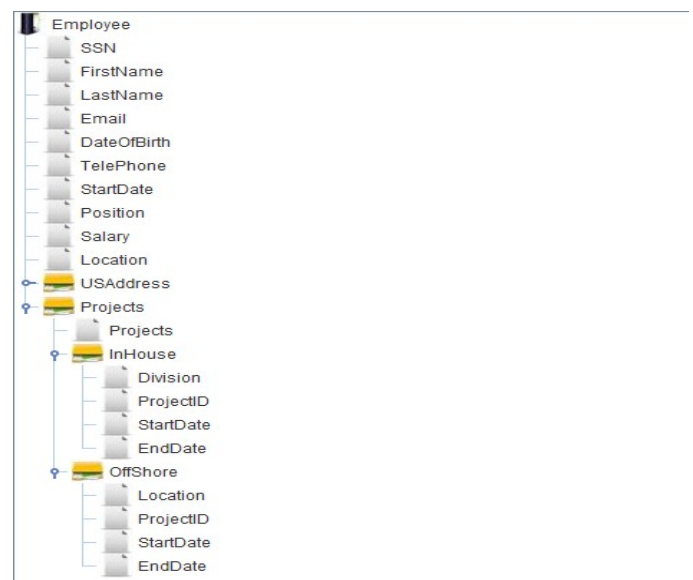 Employee
SSN
FirstName
LastName
Email
DateOfBirth
TelePhone
StartDate
Position
Salary
Location
USAddress
Projects
Projects
InHouse
Division
ProjectID
StartDate
EndDate
OffShore
Location
ProjectID
StartDate
EndDate